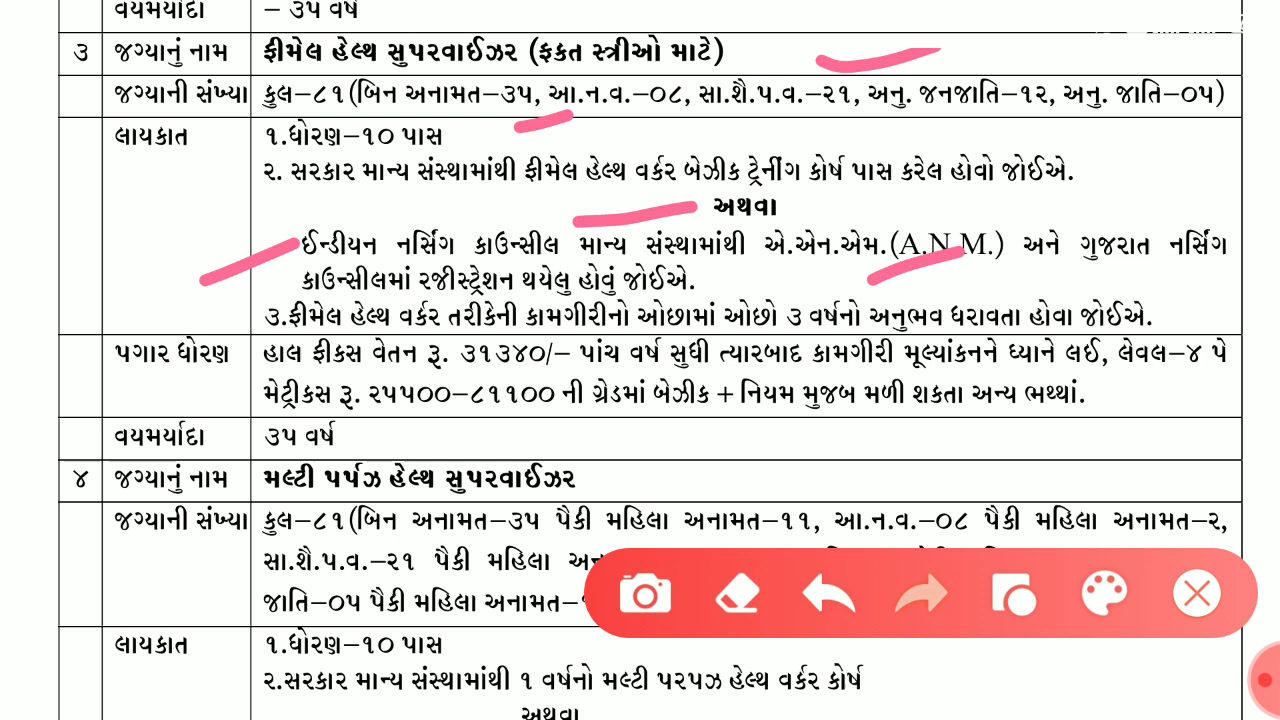 વયમર્યાદા – ૩૫ વર્ષ
૩ જગ્યાનું નામ ફીમેલ હેલ્થ સુપરવાઈઝર (ફકત સ્ત્રીઓ માટે)
જગ્યાની સંખ્યા કુલ–૮૧(બિન અનામત–૩૫, આ.ન.વ.–૦૮, સા.શૈ.પ.વ.–૨૧, અનુ. જનજાતિ–૧૨, અનુ. જાતિ–૦૫)
લાયકાત ૧.ધોરણ–૧૦ પાસ
૨. સરકાર માન્ય સંસ્થામાંથી ફીમેલ હેલ્થ વર્કર બેઝીક ટ્રેનીંગ કોર્ષ પાસ કરેલ હોવો જોઈએ.
અથવા
ઈન્ડીયન નર્સિંગ કાઉન્સીલ માન્ય સંસ્થામાંથી એ.એન.એમ.(A.N.M.) અને ગુજરાત નર્સિંગ
કાઉન્સીલમાં રજીસ્ટ્રેશન થયેલુ હોવું જોઈએ.
૩.ફીમેલ હેલ્થ વર્કર તરીકેની કામગીરીનો ઓછામાં ઓછો ૩ વર્ષનો અનુભવ ધરાવતા હોવા જોઈએ.
પગાર ધોરણ હાલ ફીકસ વેતન રૂ. ૩૧૩૪૦/– પાંચ વર્ષ સુધી ત્યારબાદ કામગીરી મૂલ્યાંકનને ધ્યાને લઈ, લેવલ–૪ પે
મેટ્રીકસ રૂ. ૨૫૫૦૦–૮૧૧૦૦ ની ગ્રેડમાં બેઝીક + નિયમ મુજબ મળી શકતા અન્ય ભથ્થાં.
વયમર્યાદા ૩૫ વર્ષ
૪ જગ્યાનું નામ મલ્ટી પર્પઝ હેલ્થ સુપરવાઈઝર
જગ્યાની સંખ્યા કુલ–૮૧(બિન અનામત–૩૫ પૈકી મહિલા અનામત–૧૧, આ.ન.વ.–૦૮ પૈકી મહિલા અનામત–૨,
સા.શૈ.પ.વ.–૨૧ પૈકી મહિલા
જાતિ–૦૫ પૈકી મહિલા અનામત–
લાયકાત ૧.ધોરણ–૧૦ પાસ
૨.સરકાર માન્ય સંસ્થામાંથી ૧ વર્ષનો મલ્ટી પરપઝ હેલ્થ વર્કર કોર્ષ
અથવા